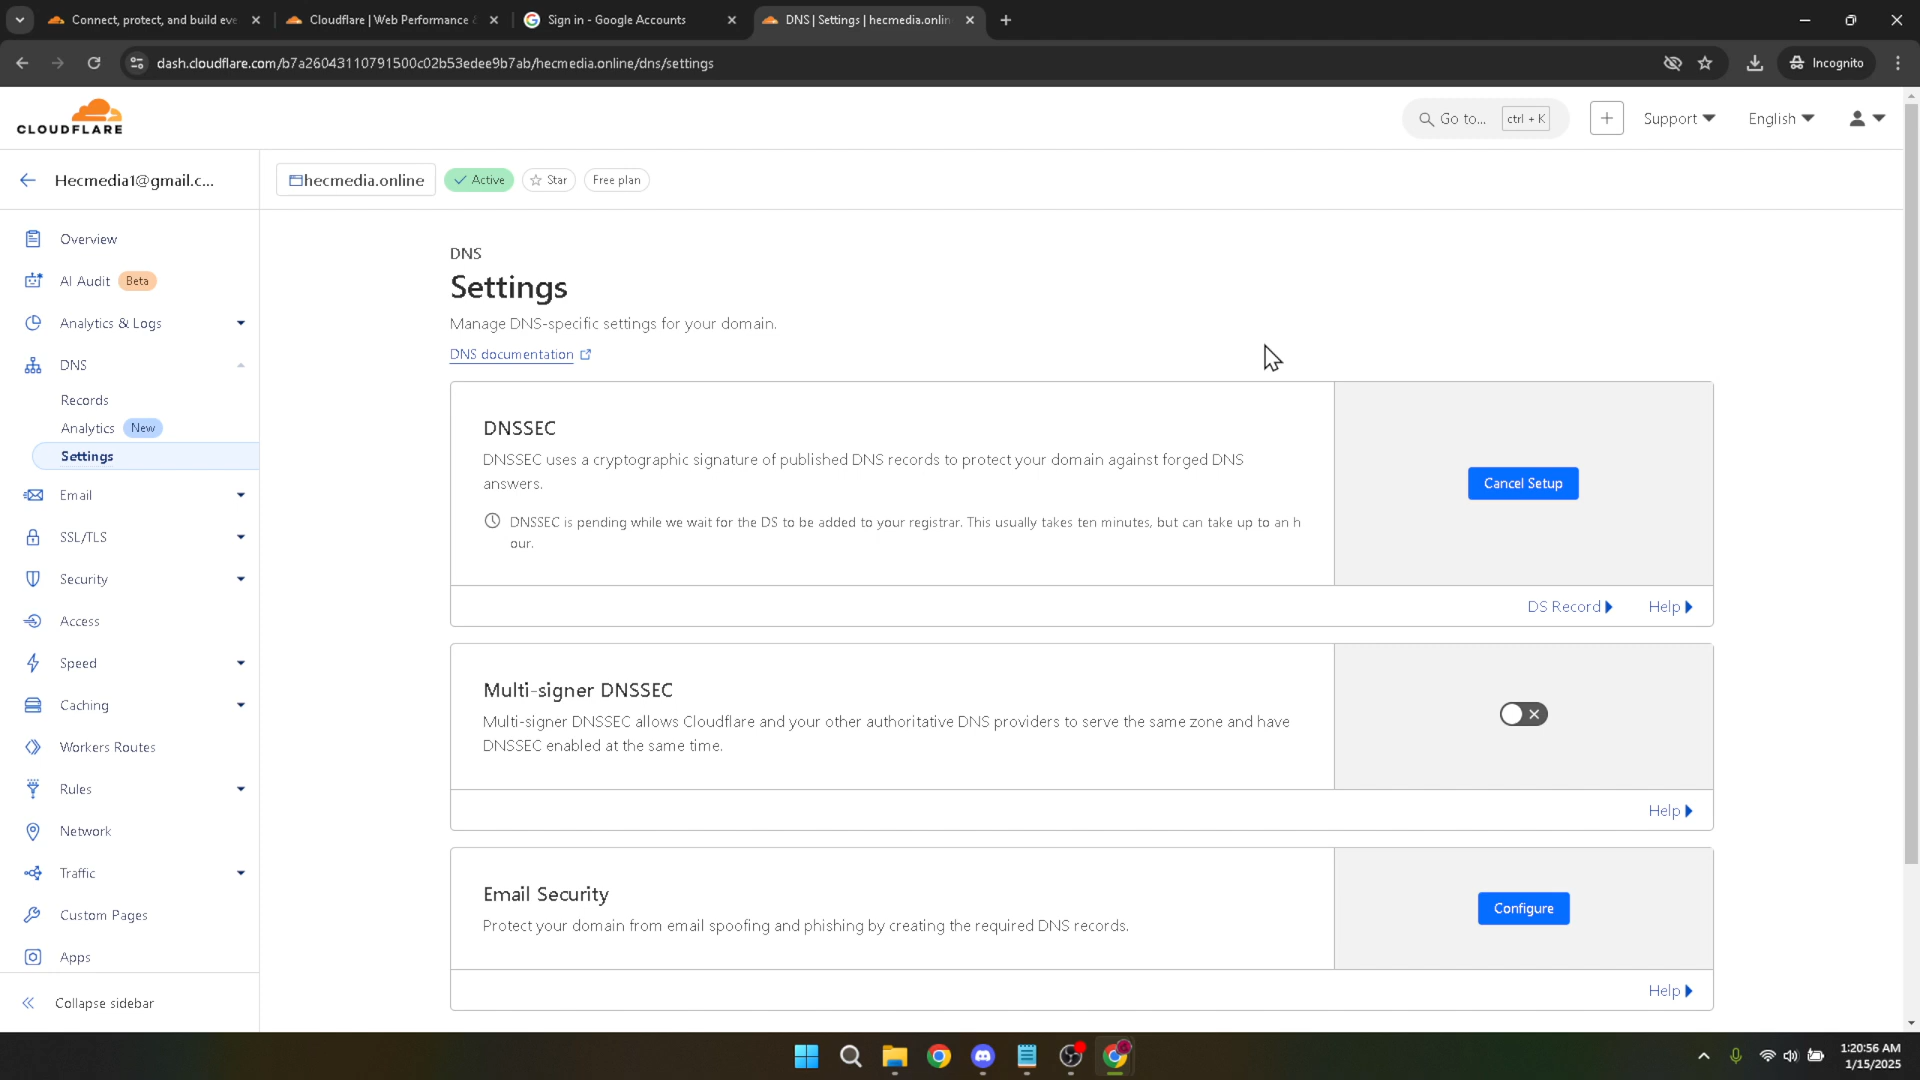 Connect, protect, and build eve
Cloudflare | Web Performance &
Sign in - Google Accounts
DNS | Settings | hecmedia.onlin
dash.cloudflare.com/b7a26043110791500c02b53edee9b7ab/hecmedia.online/dns/settings
Incognito
CLOUDFLARE
Go to... ctrl + K
Support
English
Hecmedia1@gmail.c...
hecmedia.online
Active
Star
Free plan
Overview
AI Audit Beta
Analytics & Logs
DNS
Records
Analytics New
Settings
Email
SSL/TLS
Security
Access
Speed
Caching
Workers Routes
Rules
Network
Traffic
Custom Pages
Apps
Collapse sidebar
DNS
Settings
Manage DNS-specific settings for your domain.
DNS documentation
DNSSEC
DNSSEC uses a cryptographic signature of published DNS records to protect your domain against forged DNS
answers.
DNSSEC is pending while we wait for the DS to be added to your registrar. This usually takes ten minutes, but can take up to an h
our.
Cancel Setup
DS Record
Help
Multi-signer DNSSEC
Multi-signer DNSSEC allows Cloudflare and your other authoritative DNS providers to serve the same zone and have
DNSSEC enabled at the same time.
Help
Email Security
Protect your domain from email spoofing and phishing by creating the required DNS records.
Configure
Help
1:20:56 AM
1/15/2025